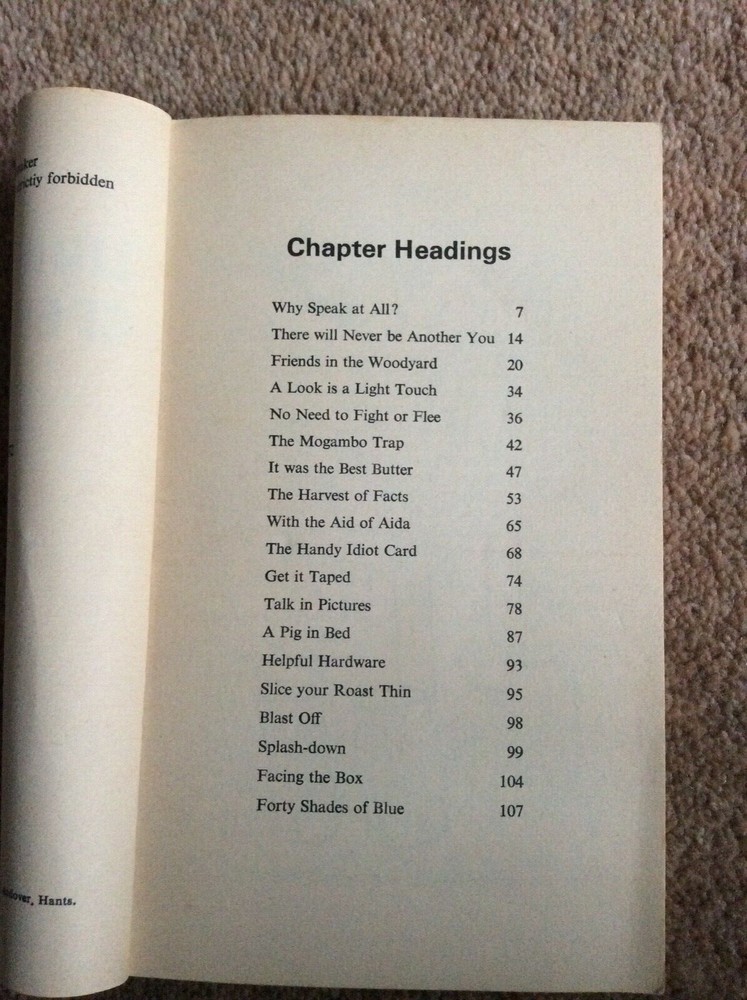 forbidden
Chapter Headings
Why Speak at All? 7
There will Never be Another You 14
Friends in the Woodyard 20
A Look is a Light Touch 34
No Need to Fight or Flee 36
The Mogambo Trap 42
It was the Best Butter 47
The Harvest of Facts 53
With the Aid of Aida 65
The Handy Idiot Card 68
Get it Taped 74
Talk in Pictures 78
A Pig in Bed 87
Helpful Hardware 93
Slice your Roast Thin 95
Blast Off 98
Splash-down 99
Facing the Box 104
Forty Shades of Blue 107
Hants.